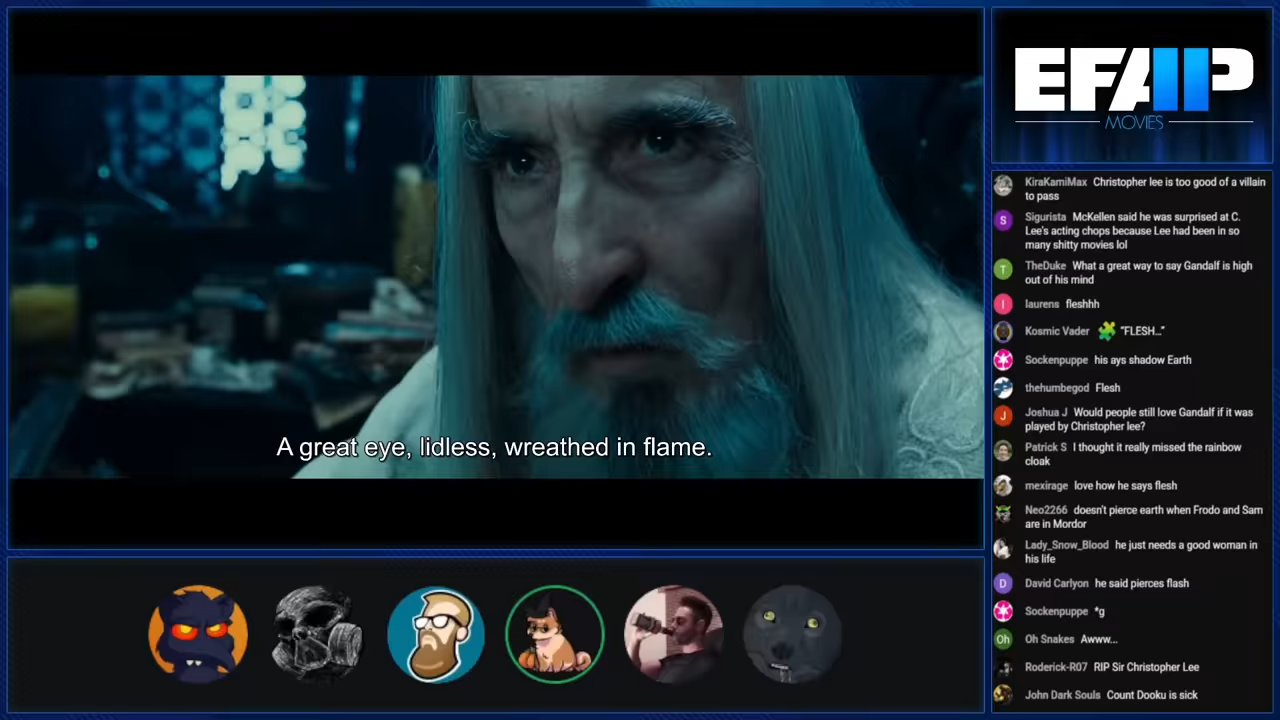 A great eye, lidless, wreathed in flame.
EFAP
MOVIES
KiraKamiMax Christopher lee is too good of a villain
to pass
S
Sigurista McKellen said he was surprised at C.
Lee's acting chops because Lee had been in so
many shitty movies lol
T
TheDuke What a great way to say Gandalf is high
out of his mind
l
laurens fleshhh
Kosmic Vader "FLESH..."
Sockenpuppe his ays shadow Earth
thehumbegod Flesh
J
Joshua J Would people still love Gandalf if it was
played by Christopher lee?
Patrick S I thought it really missed the rainbow
cloak
mexirage love how he says flesh
Neo2266 doesn't pierce earth when Frodo and Sam
are in Mordor
Lady_Snow_Blood he just needs a good woman in
his life
D
David Carlyon he said pierces flash
Sockenpuppe *g
Oh
Oh Snakes Awww...
Roderick-R07 RIP Sir Christopher Lee
John Dark Souls Count Dooku is sick